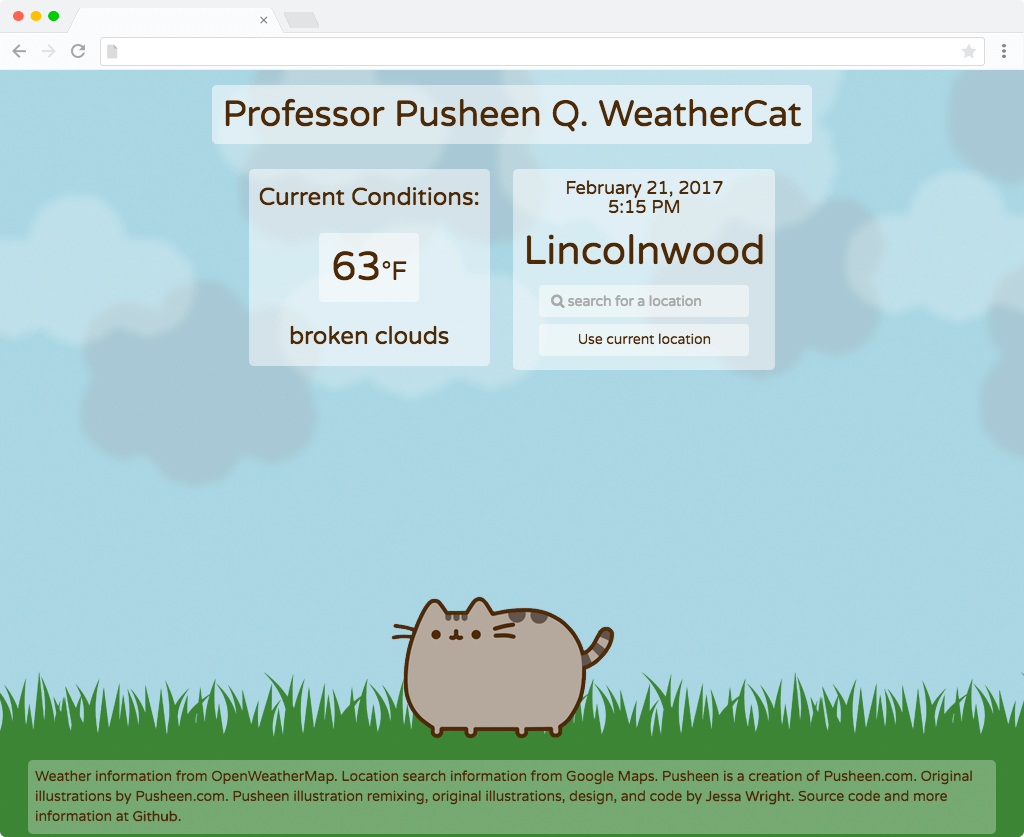 Professor Pusheen Q. WeatherCat
Current Conditions:
63°F
broken clouds
February 21, 2017
5:15 PM
Lincolnwood
search for a location
Use current location
Weather information from OpenWeatherMap. Location search information from Google Maps. Pusheen is a creation of Pusheen.com. Original
illustrations by Pusheen.com. Pusheen illustration remixing, original illustrations, design, and code by Jessa Wright. Source code and more
information at Github.